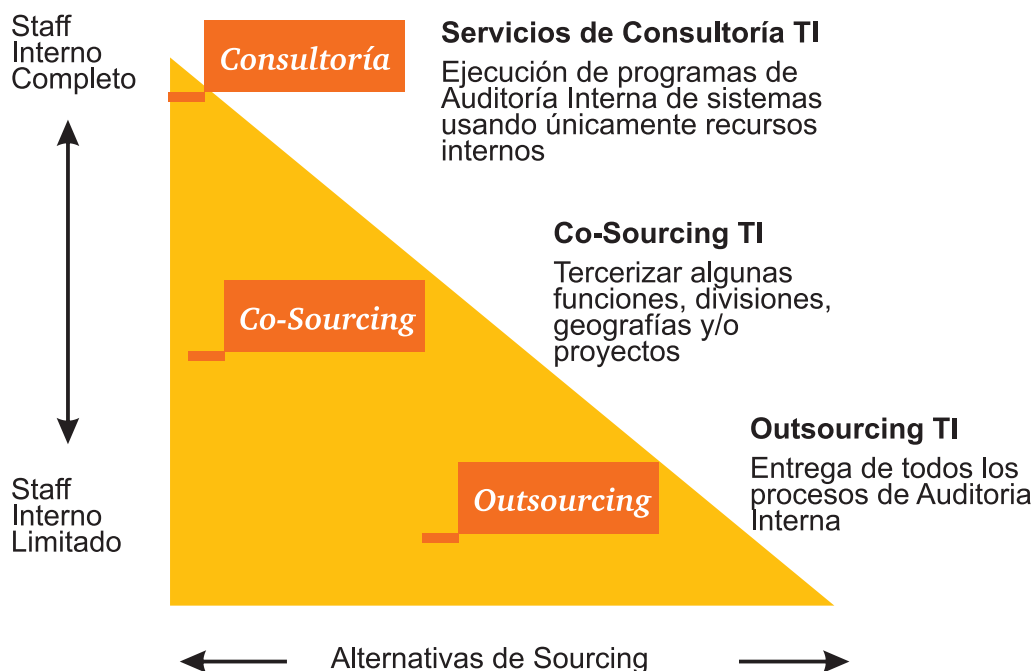 Staff
Interno
Completo
Consultoría
Servicios de Consultoría TI
Ejecución de programas de
Auditoría Interna de sistemas
usando únicamente recursos
internos
Co-Sourcing
Co-Sourcing TI
Tercerizar algunas
funciones, divisiones,
geografías y/o
proyectos
Staff
Interno
Limitado
Outsourcing
Outsourcing TI
Entrega de todos los
procesos de Auditoria
Interna
Alternativas de Sourcing